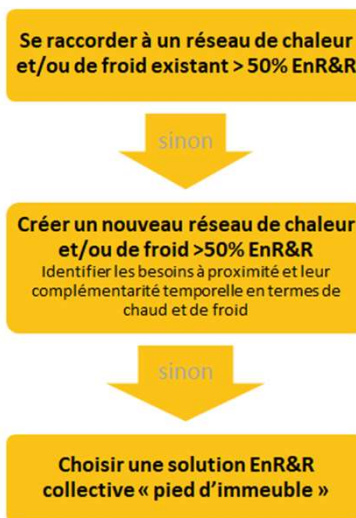 Se raccorder à un réseau de chaleur
et/ou de froid existant > 50% EnR&R
sinon
Créer un nouveau réseau de chaleur
et/ou de froid >50% EnR&R
Identifier les besoins à proximité et leur
complémentarité temporelle en termes de
chaud et de froid
sinon
Choisir une solution EnR&R
collective « pied d'immeuble »